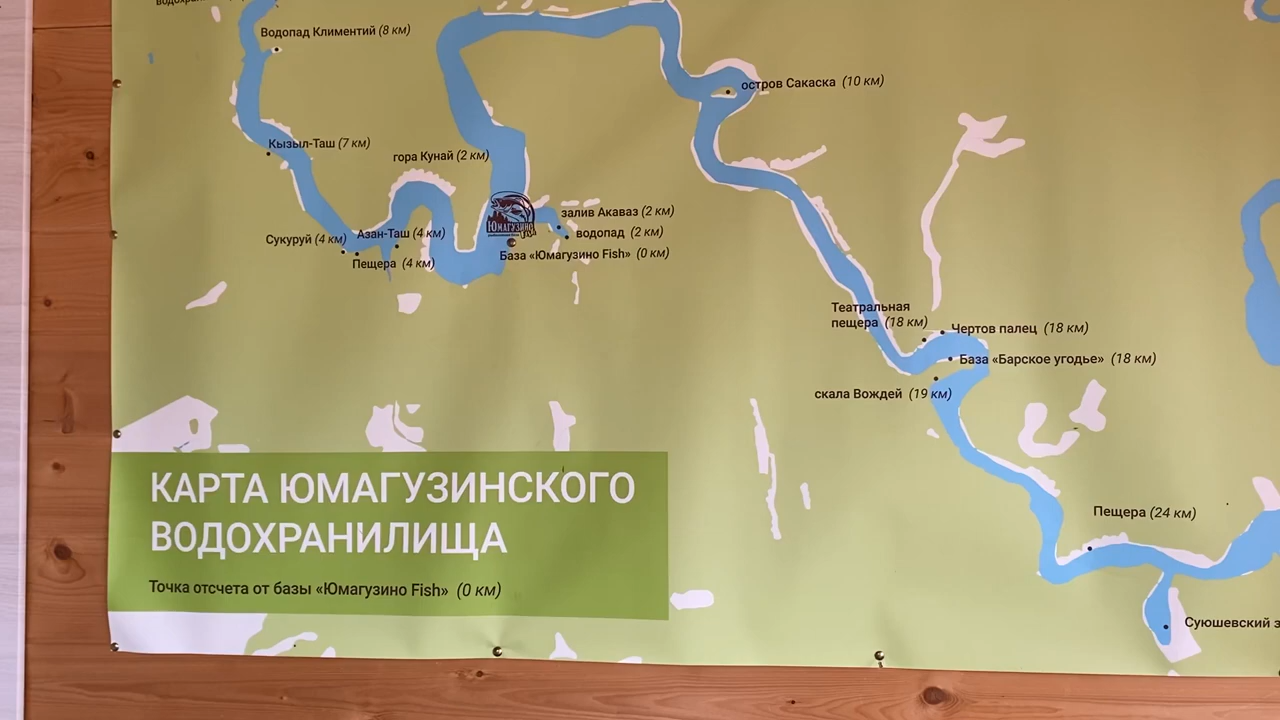 Водопад Климентий (8 км)
остров Сакаска (10 км)
Кызыл-Таш (7 км)
гора Кунай (2 км)
залив Акаваз (2 км)
ЮМАГУЗИНО
водопад (2 км)
Азан-Таш (4 км)
Сукуруй (4 км)
База «Юмагузино Fish» (0 км)
Пещера (4 км)
Театральная
пещера (18 км)
Чертов палец (18 км)
База «Барское угодье» (18 км)
скала Вождей (19 км)
КАРТА ЮМАГУЗИНСКОГО
ВОДОХРАНИЛИЩА
Пещера (24 км)
Точка отсчета от базы «Юмагузино Fish» (0 км)
Суюшевский з